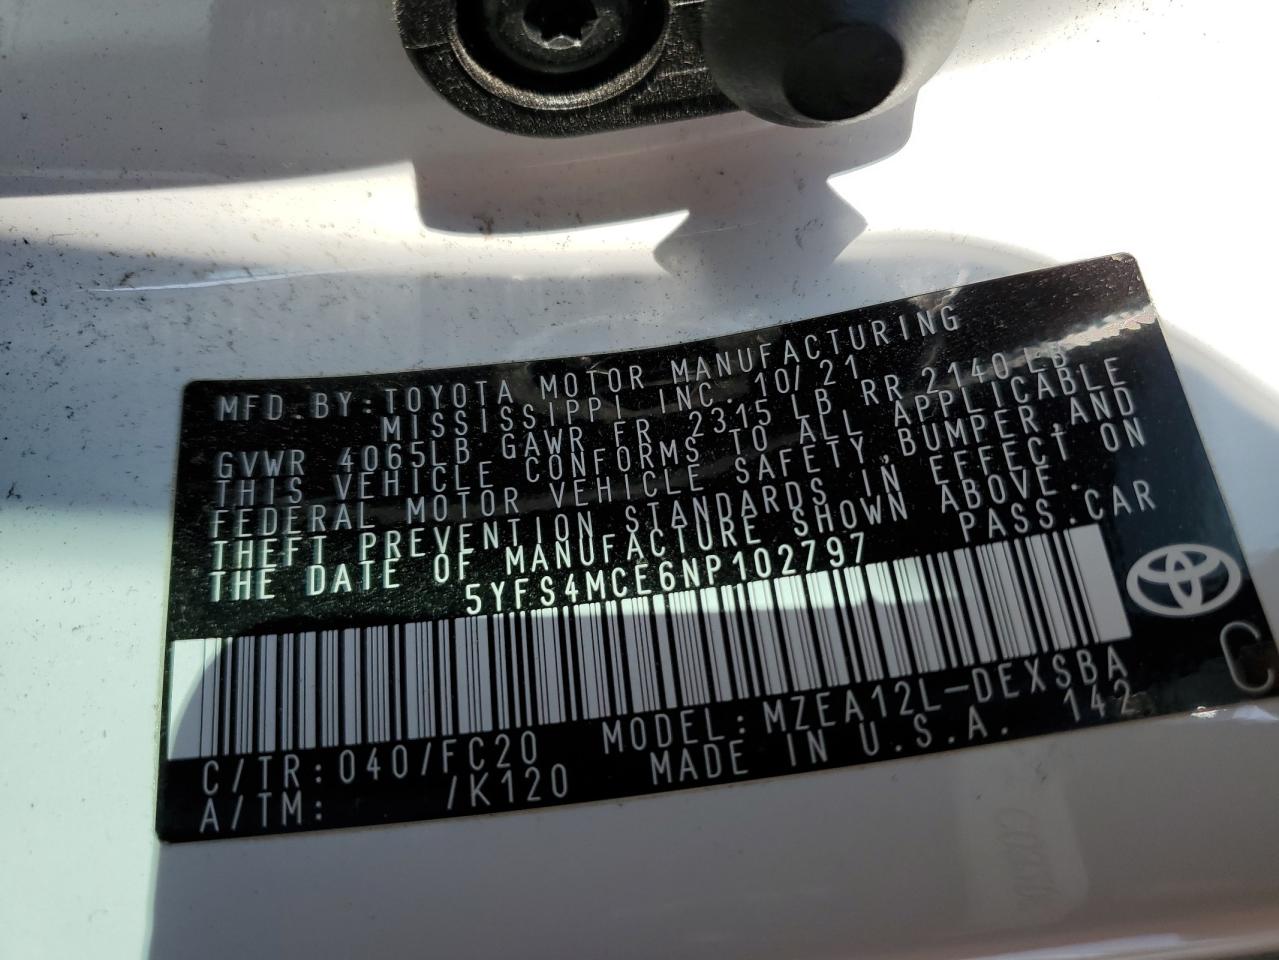 MFD.BY:TOYOTA MOTOR MANUFACTURING
MISSISSIPPI INC. 10/21
GVWR 4065LB GAWR FR 2315 LB RR 2140 LB
THIS VEHICLE CONFORMS TO ALL APPLICABLE
FEDERAL MOTOR VEHICLE SAFETY,BUMPER,AND
THEFT PREVENTION STANDARDS IN EFFECT ON
THE DATE OF MANUFACTURE SHOWN ABOVE.
5YFS4MCE6NP102797 PASS.CAR
C/TR:040/FC20 MODEL:MZEA12L-DEXSBA
A/TM: /K120 MADE IN U.S.A. 142
C